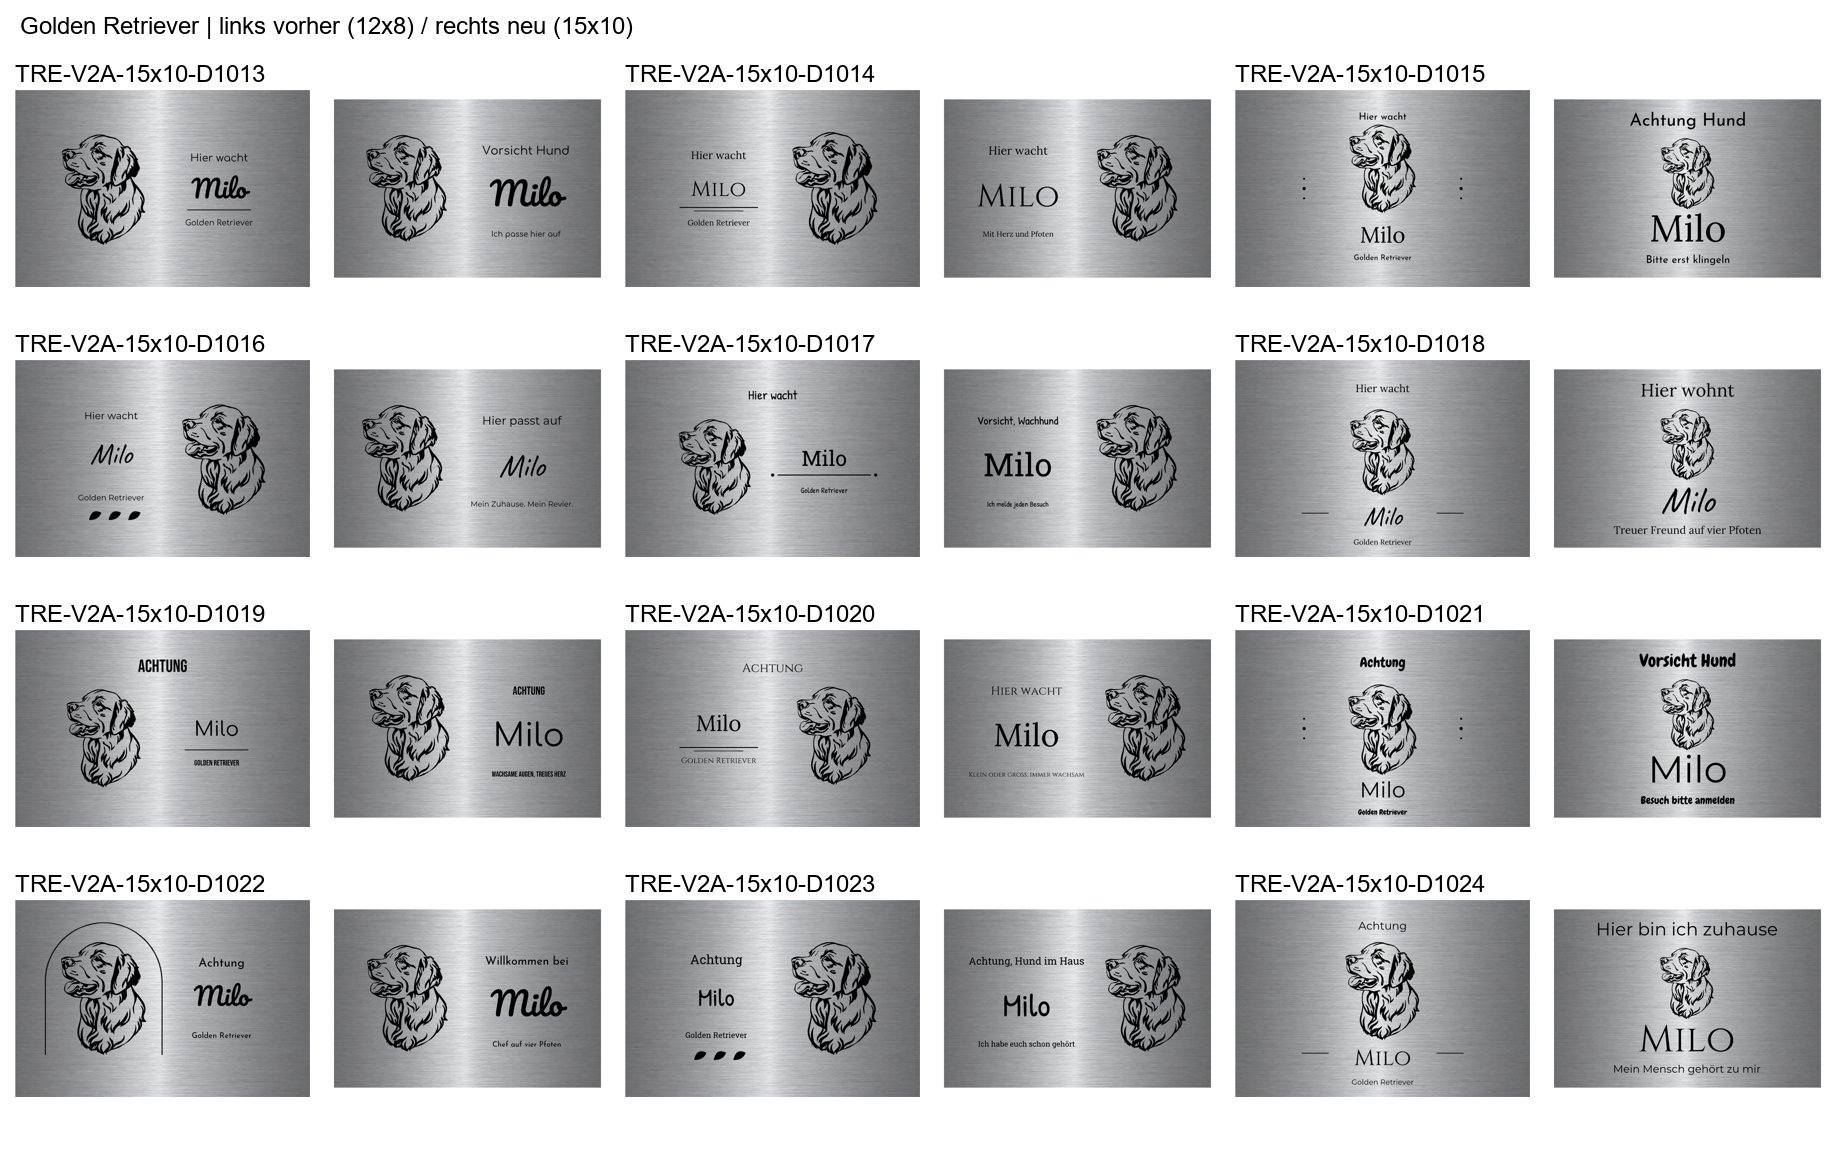 Golden Retriever | links vorher (12x8) / rechts neu (15x10)
TRE-V2A-15x10-D1013
Hier wacht
Milo
Golden Retriever
Vorsicht Hund
Milo
Ich passe hier auf
TRE-V2A-15x10-D1014
Hier wacht
MILO
Golden Retriever
Hier wacht
MILO
Mit Herz und Pfoten
TRE-V2A-15x10-D1015
Hier wacht
Milo
Golden Retriever
Achtung Hund
Milo
Bitte erst klingeln
TRE-V2A-15x10-D1016
Hier wacht
Milo
Golden Retriever
Hier passt auf
Milo
Mein Zuhause. Mein Revier.
TRE-V2A-15x10-D1017
Hier wacht
Milo
Golden Retriever
Vorsicht, Wachhund
Milo
Ich melde jeden Besuch
TRE-V2A-15x10-D1018
Hier wacht
Milo
Golden Retriever
Hier wohnt
Milo
Treuer Freund auf vier Pfoten
TRE-V2A-15x10-D1019
ACHTUNG
Milo
GOLDEN RETRIEVER
ACHTUNG
Milo
WACHSAME AUGEN, TREUES HERZ
TRE-V2A-15x10-D1020
ACHTUNG
Milo
GOLDEN RETRIEVER
HIER WACHT
Milo
KLEIN ODER GROSS, IMMER WACHSAM
TRE-V2A-15x10-D1021
Achtung
Milo
Golden Retriever
Vorsicht Hund
Milo
Besuch bitte anmelden
TRE-V2A-15x10-D1022
Achtung
Milo
Golden Retriever
Willkommen bei
Milo
Chef auf vier Pfoten
TRE-V2A-15x10-D1023
Achtung
Milo
Golden Retriever
Achtung, Hund im Haus
Milo
Ich habe euch schon gehört
TRE-V2A-15x10-D1024
Achtung
MILO
Golden Retriever
Hier bin ich zuhause
MILO
Mein Mensch gehört zu mir